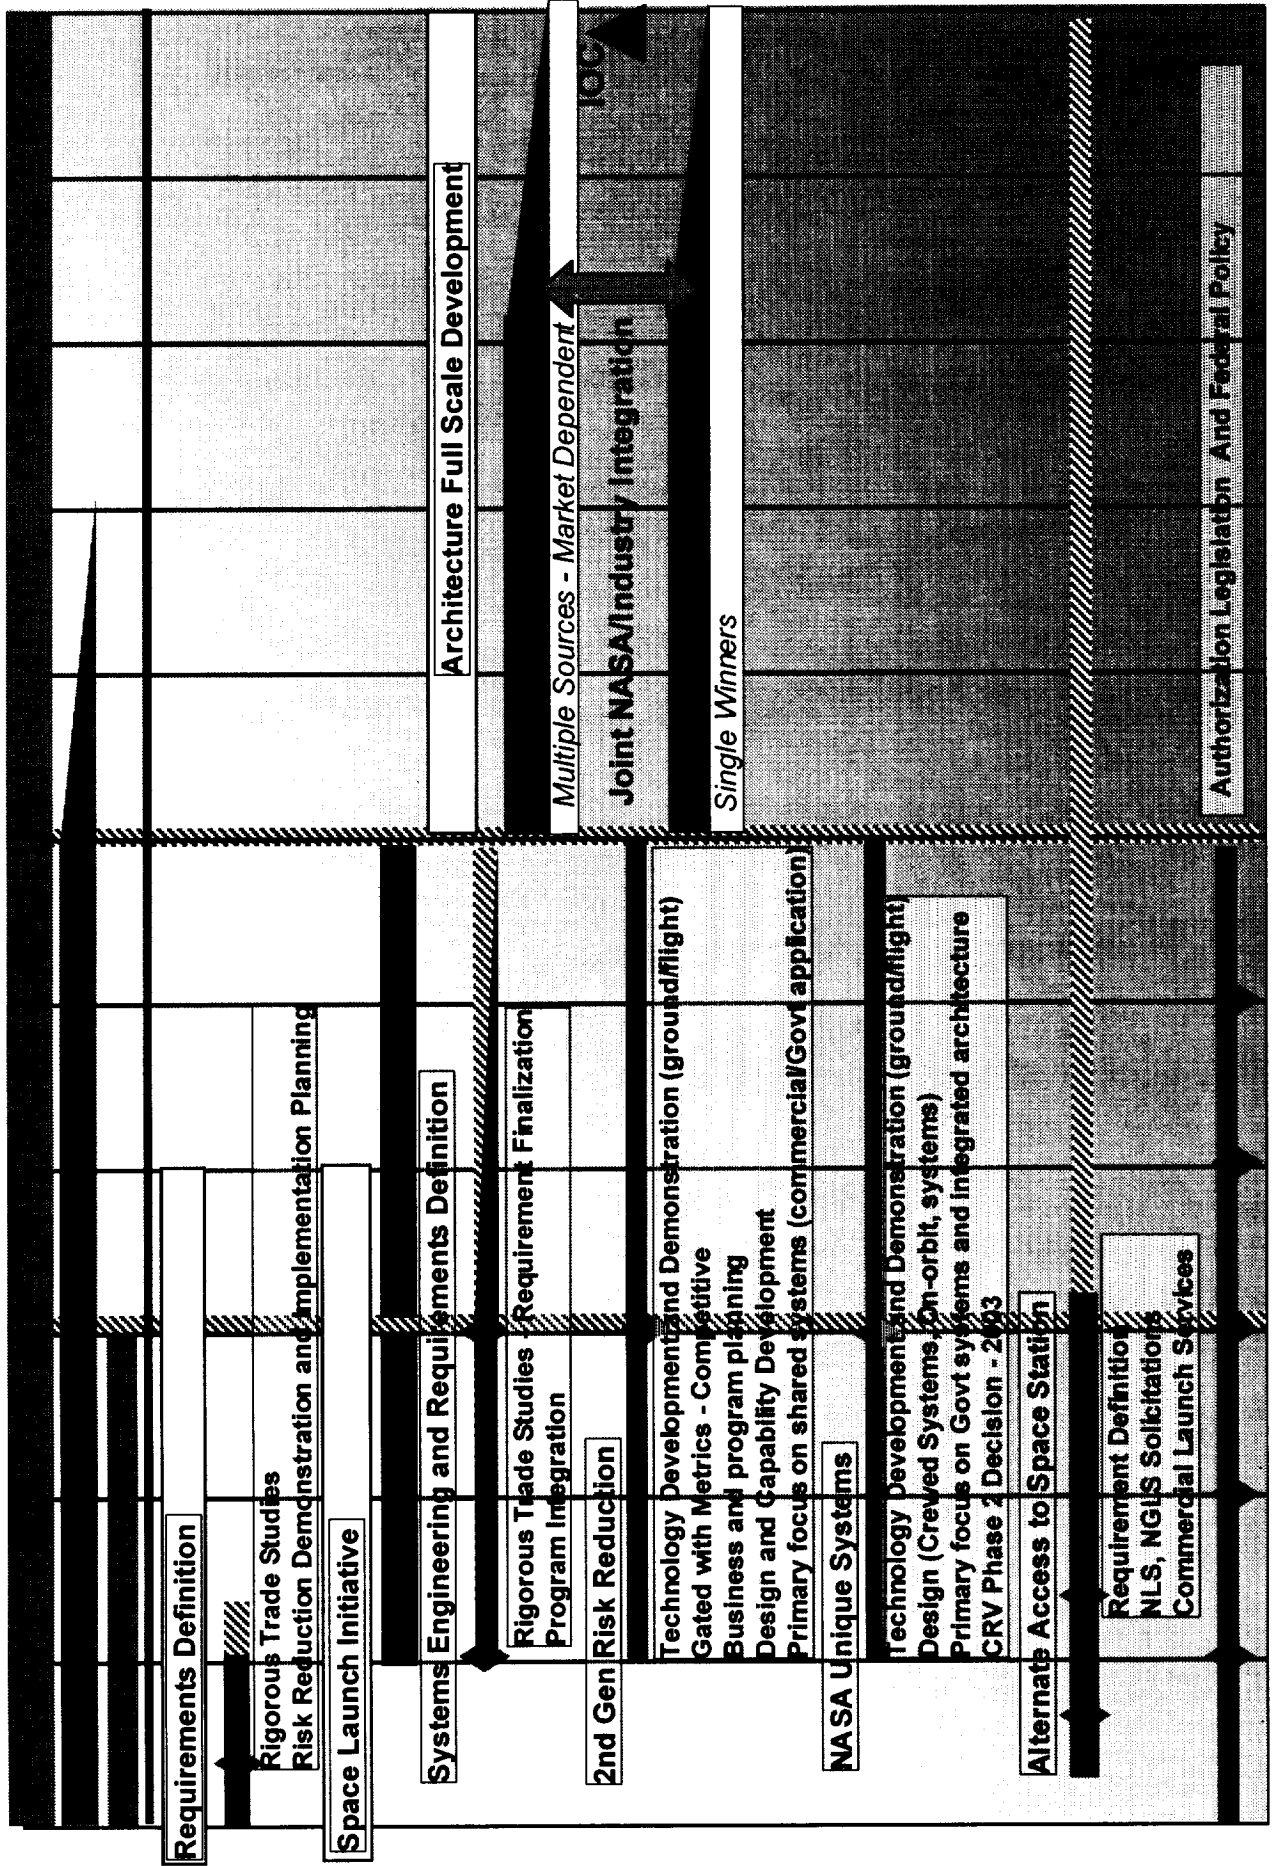 Requirements Definition
Rigorous Trade Studies
Risk Reduction Demonstration and Implementation Planning
Space Launch Initiative
Systems Engineering and Requirements Definition
Rigorous Trade Studies - Requirement Finalization
Program Integration
2nd Gen Risk Reduction
Technology Development and Demonstration (ground/flight)
Gated with Metrics - Competitive
Business and program planning
Design and Capability Development
Primary focus on shared systems (commercial/Govt application)
NASA Unique Systems
Technology Development and Demonstration (ground/flight)
Design (Crewed Systems, On-orbit, systems)
Primary focus on Govt systems and integrated architecture
CRV Phase 2 Decision - 2003
Alternate Access to Space Station
Requirement Definition
NLS, NGLS Solicitations
Commercial Launch Services
Architecture Full Scale Development
Multiple Sources - Market Dependent
IOC
Joint NASA/Industry Integration
Single Winners
Authorization Legislation And Federal Policy